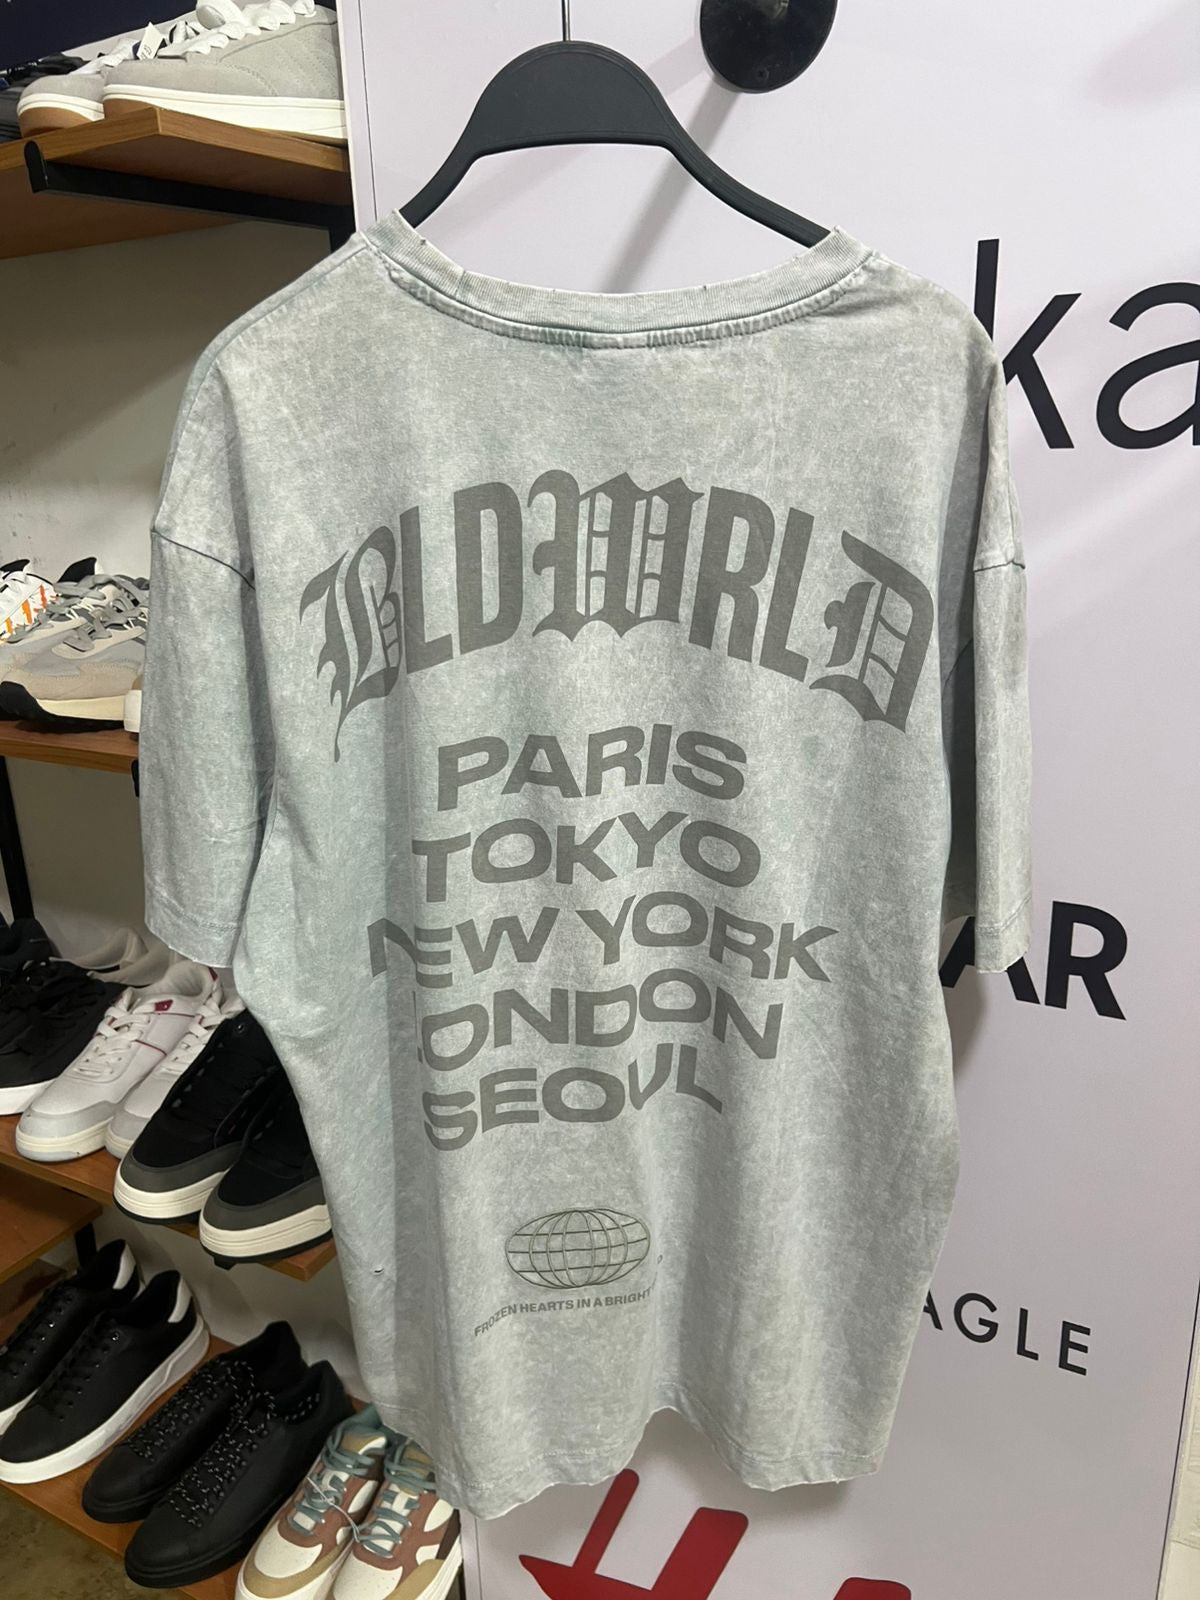 BLDWRLD
PARIS
TOKYO
NEW YORK
LONDON
SEOUL
FROZEN HEARTS IN A BRIGHT
ka
AR
AGLE